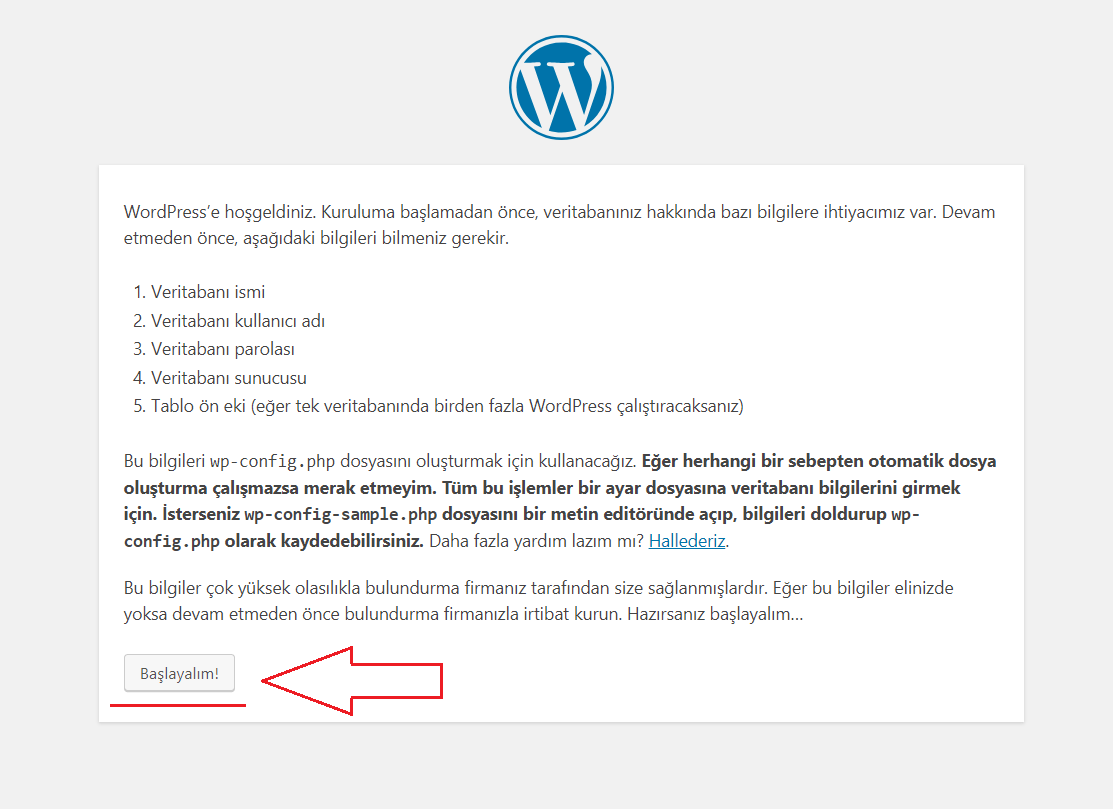 WordPress’e hoşgeldiniz. Kuruluma başlamadan önce, veritabanınız hakkında bazı bilgilere ihtiyacımız var. Devam
etmeden önce, aşağıdaki bilgileri bilmeniz gerekir.
1. Veritabanı ismi
2. Veritabanı kullanıcı adı
3. Veritabanı parolası
4. Veritabanı sunucusu
5. Tablo ön eki (eğer tek veritabanında birden fazla WordPress çalıştıracaksanız)
Bu bilgileri wp-config.php dosyasını oluşturmak için kullanacağız. Eğer herhangi bir sebepten otomatik dosya
oluşturma çalışmazsa merak etmeyim. Tüm bu işlemler bir ayar dosyasına veritabanı bilgilerini girmek
için. İsterseniz wp-config-sample.php dosyasını bir metin editöründe açıp, bilgileri doldurup wp-
config.php olarak kaydedebilirsiniz. Daha fazla yardım lazım mı? Hallederiz.
Bu bilgiler çok yüksek olasılıkla bulundurma firmanız tarafından size sağlanmışlardır. Eğer bu bilgiler elinizde
yoksa devam etmeden önce bulundurma firmanızla irtibat kurun. Hazırsanız başlayalım…
Başlayalım!